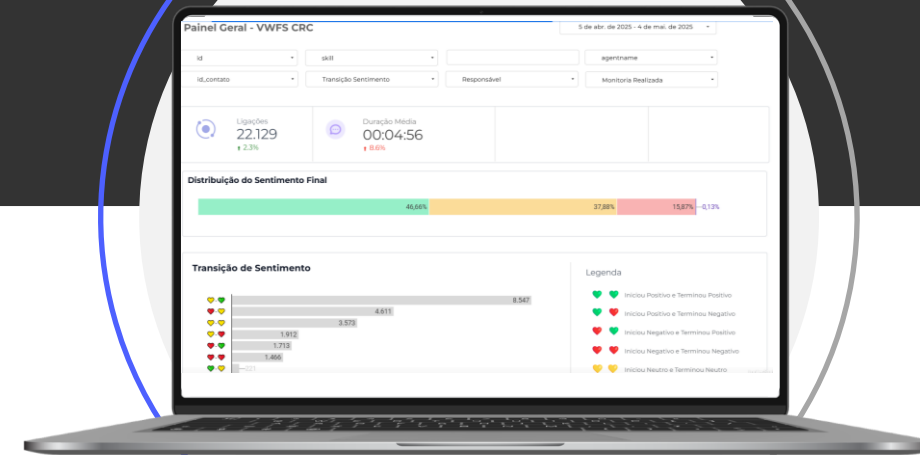 Painel Geral - VWFS CRC
5 de abr. de 2025 - 4 de mai. de 2025
id
skill
agentname
id_contato
Transição Sentimento
Responsável
Monitoria Realizada
Ligações
22.129
2.3%
Duração Média
00:04:56
8.6%
Distribuição do Sentimento Final
46,66%
37,88%
15,87%
0,13%
Transição de Sentimento
8.547
4.611
3.573
1.912
1.713
1.466
Legenda
Iniciou Positivo e Terminou Positivo
Iniciou Positivo e Terminou Negativo
Iniciou Negativo e Terminou Positivo
Iniciou Negativo e Terminou Negativo
Iniciou Neutro e Terminou Neutro